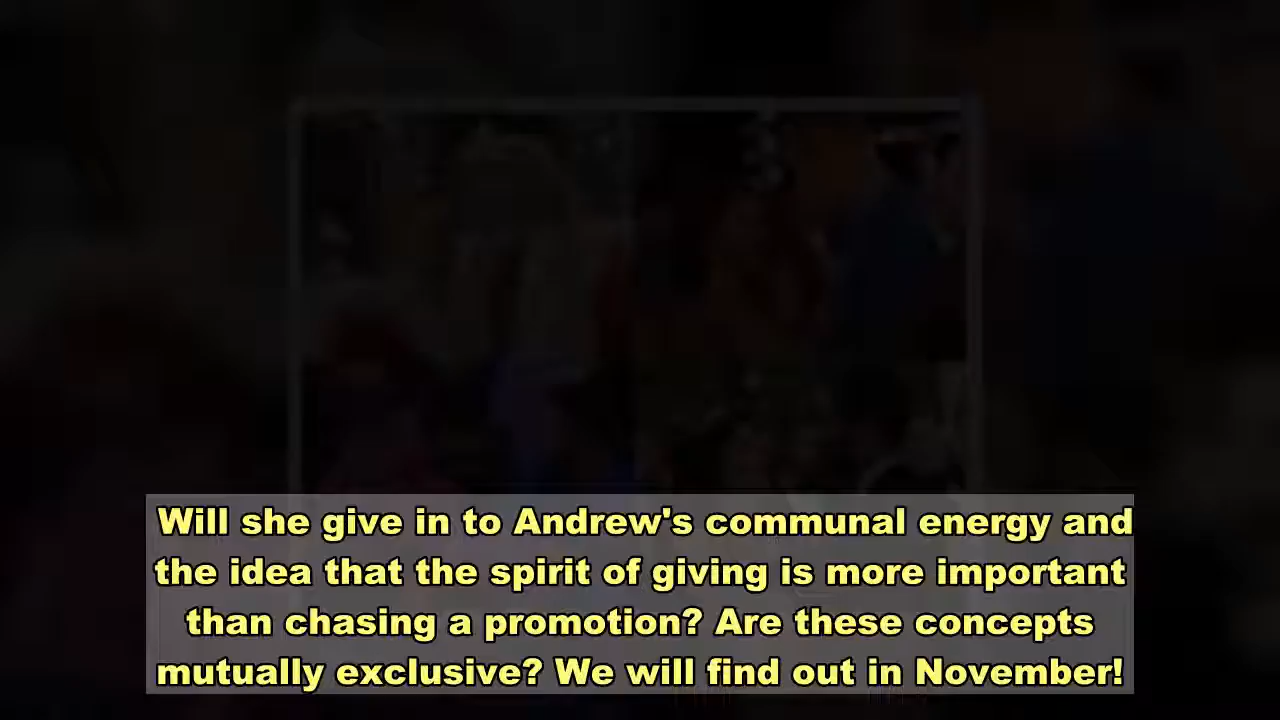 Will she give in to Andrew's communal energy and
the idea that the spirit of giving is more important
than chasing a promotion? Are these concepts
mutually exclusive? We will find out in November!